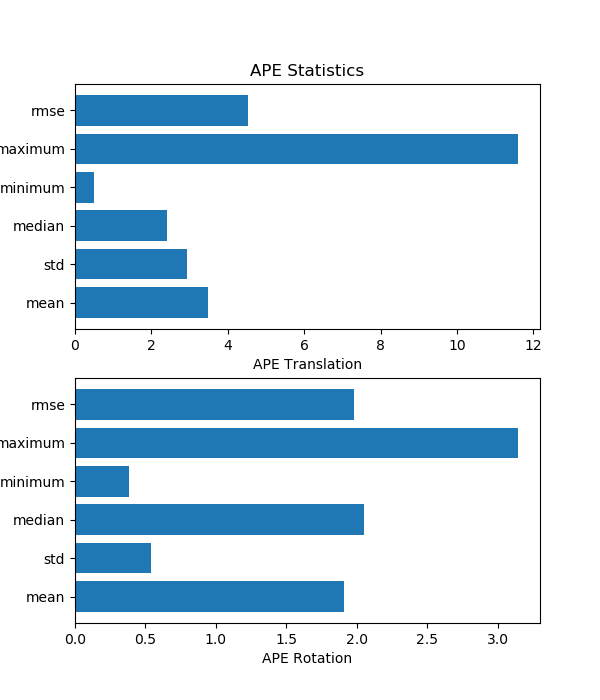 APE Statistics
rmse
maximum
minimum
median
std
mean
0 2 4 6 8 10 12
APE Translation
rmse
maximum
minimum
median
std
mean
0.0 0.5 1.0 1.5 2.0 2.5 3.0
APE Rotation